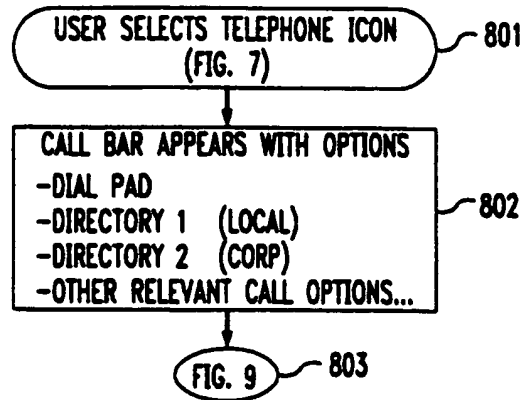 USER SELECTS TELEPHONE ICON
(FIG. 7)
801
CALL BAR APPEARS WITH OPTIONS
-DIAL PAD
-DIRECTORY 1 (LOCAL)
-DIRECTORY 2 (CORP)
-OTHER RELEVANT CALL OPTIONS...
802
FIG. 9
803